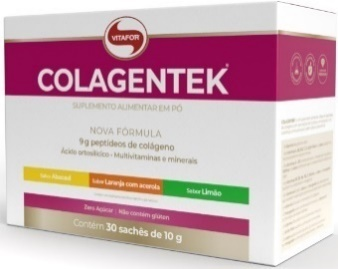 VITAFOR
COLAGENTEK®
SUPLEMENTO ALIMENTAR EM PÓ
NOVA FÓRMULA
9g peptídeos de colágeno
Ácido ortosilícico - Multivitaminas e minerais
Sabor Abacaxi
Sabor Laranja com acerola
Sabor Limão
Zero Açúcar | Não contém glúten
Contém 30 sachês de 10 g